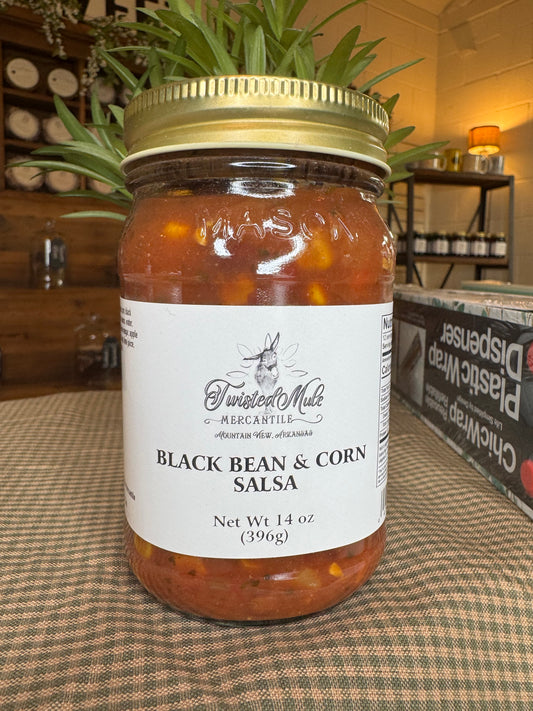 MASON
Twisted Mule
MERCANTILE
Mountain View, Arkansas
BLACK BEAN & CORN
SALSA
Net Wt 14 oz
(396g)
ChicWrap
Plastic Wrap
Dispenser